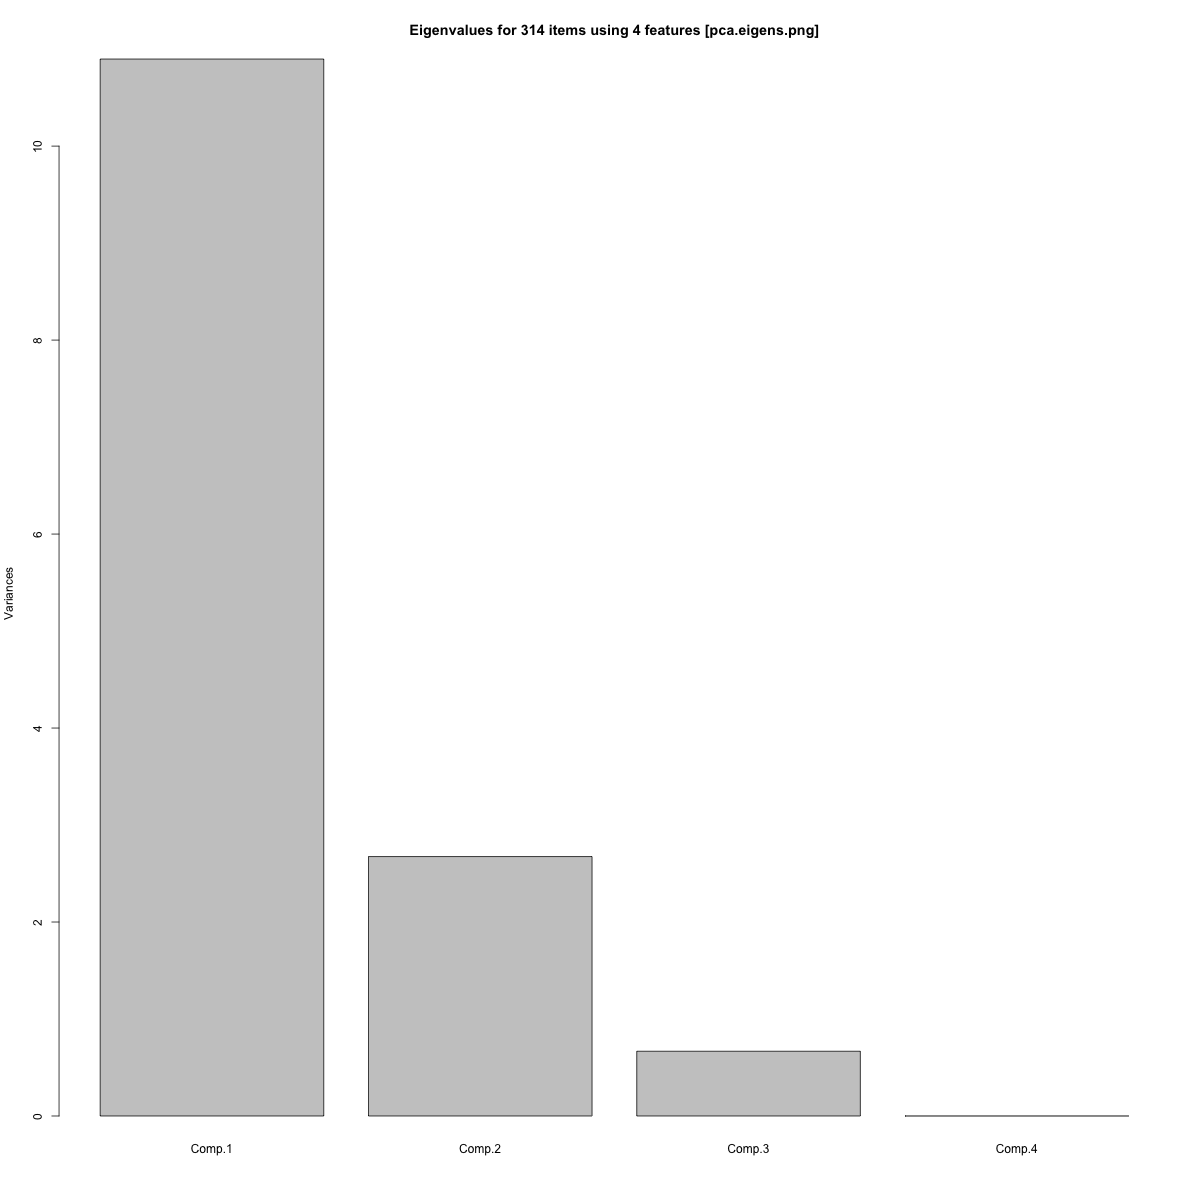 Eigenvalues for 314 items using 4 features [pca.eigens.png]
Variances
10
8
6
4
2
0
Comp.1 Comp.2 Comp.3 Comp.4